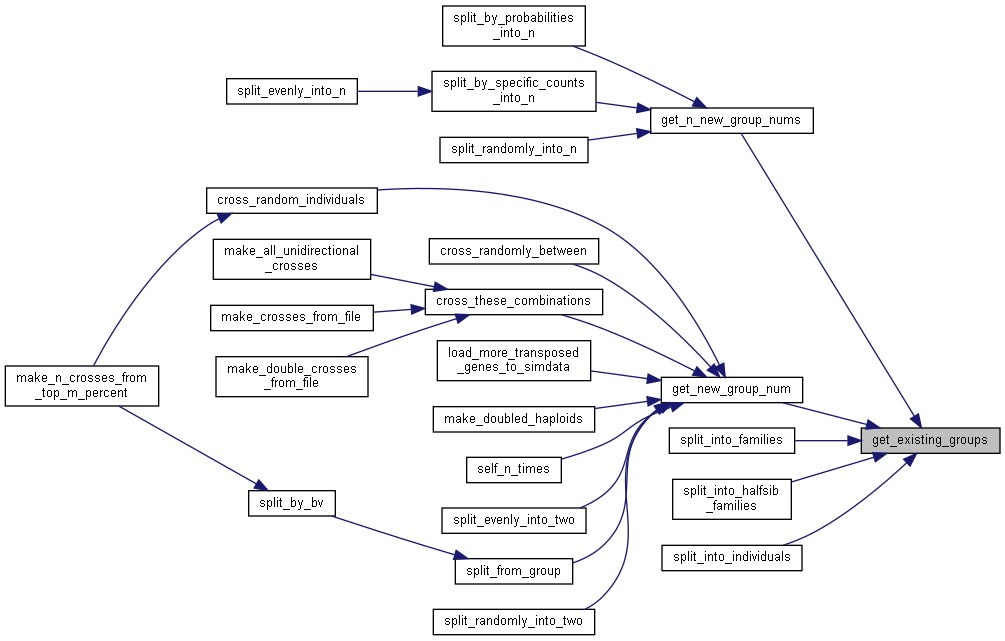 split_by_probabilities
_into_n
split_by_specific_counts
_into_n
split_evenly_into_n
get_n_new_group_nums
split_randomly_into_n
cross_random_individuals
make_all_unidirectional
_crosses
cross_randomly_between
cross_these_combinations
make_crosses_from_file
load_more_transposed
_genes_to_simdata
make_double_crosses
_from_file
make_n_crosses_from
_top_m_percent
get_new_group_num
make_doubled_haploids
split_into_families
get_existing_groups
self_n_times
split_into_halfsib
_families
split_by_bv
split_evenly_into_two
split_into_individuals
split_from_group
split_randomly_into_two